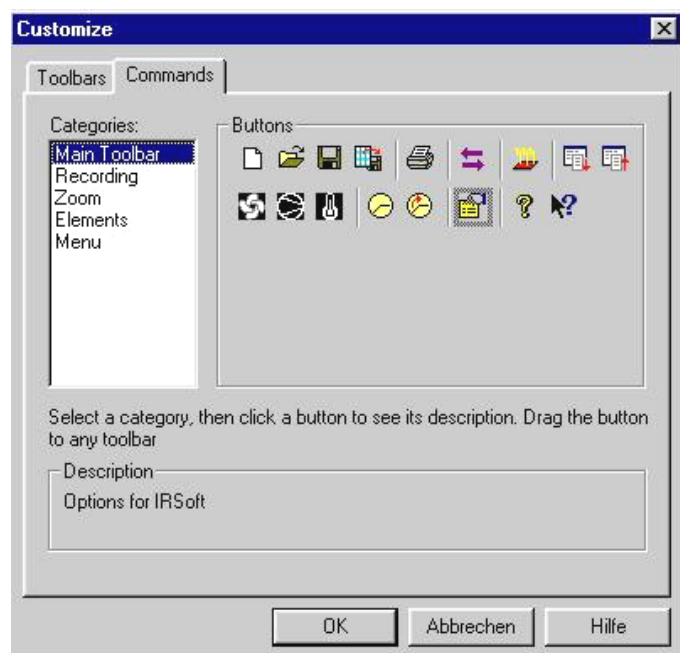 Customize
Toolbars Commands
Categories:
Main Toolbar
Recording
Zoom
Elements
Menu
Buttons
Select a category, then click a button to see its description. Drag the button
to any toolbar
Description
Options for IRSoft
OK Abbrechen Hilfe